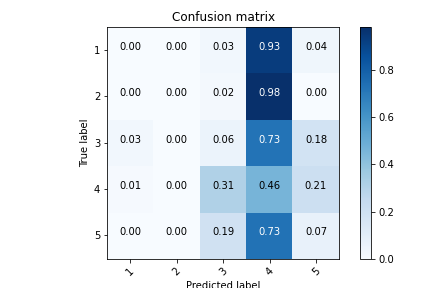 Confusion matrix
1 0.00 0.00 0.03 0.93 0.04
2 0.00 0.00 0.02 0.98 0.00
3 0.03 0.00 0.06 0.73 0.18
4 0.01 0.00 0.31 0.46 0.21
5 0.00 0.00 0.19 0.73 0.07
1 2 3 4 5
True label
Predicted label
0.8
0.6
0.4
0.2
0.0